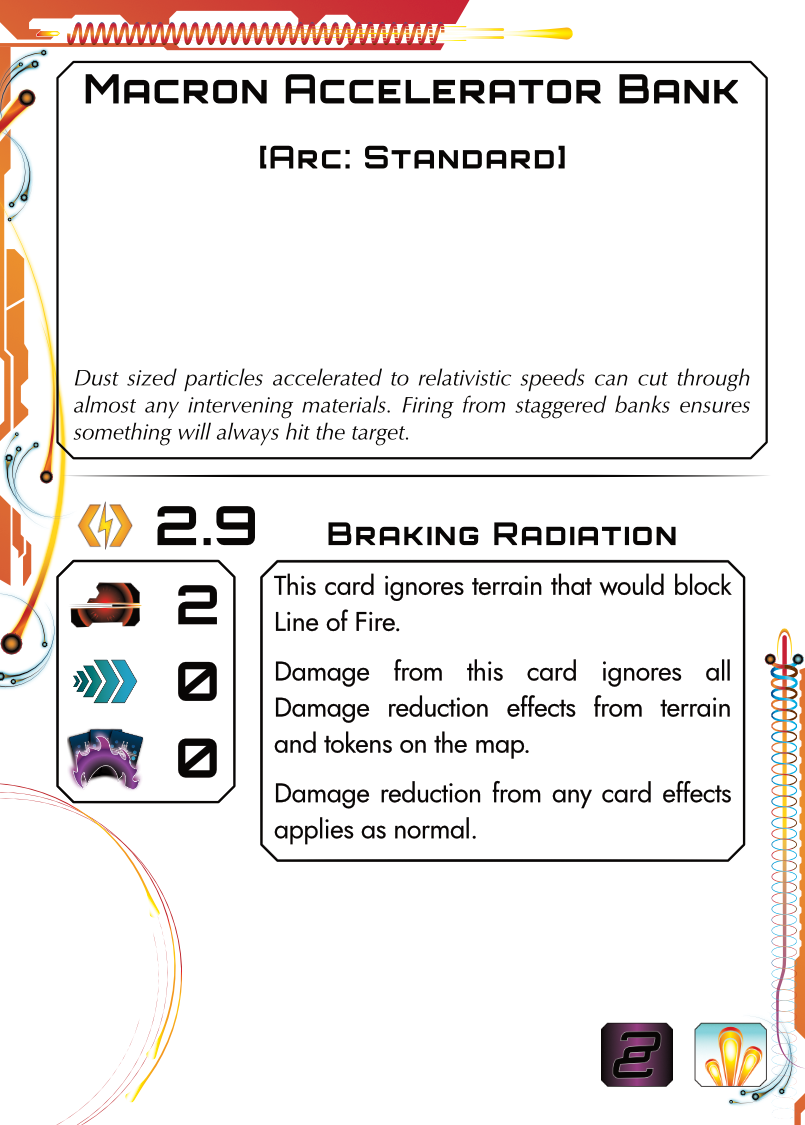 Macron Accelerator Bank
[Arc: Standard]
Dust sized particles accelerated to relativistic speeds can cut through
almost any intervening materials. Firing from staggered banks ensures
something will always hit the target.
2.9
Braking Radiation
2
0
0
This card ignores terrain that would block
Line of Fire.
Damage from this card ignores all
Damage reduction effects from terrain
and tokens on the map.
Damage reduction from any card effects
applies as normal.
2